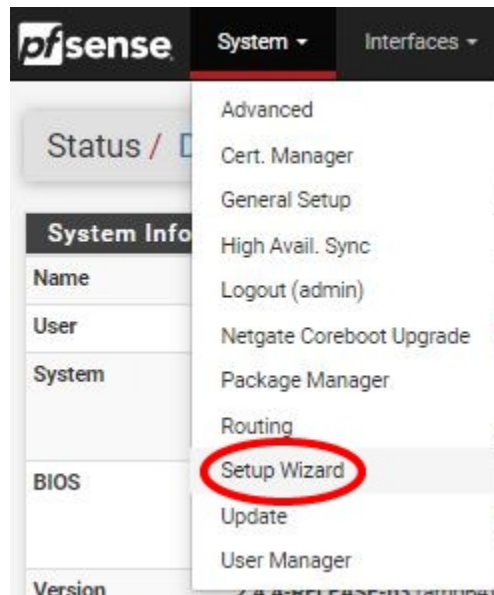 pfsense System Interfaces
Advanced
Status / D
Cert. Manager
General Setup
System Info
High Avail. Sync
Name
Logout (admin)
User
Netgate Coreboot Upgrade
System
Package Manager
Routing
Setup Wizard
BIOS
Update
User Manager
Version